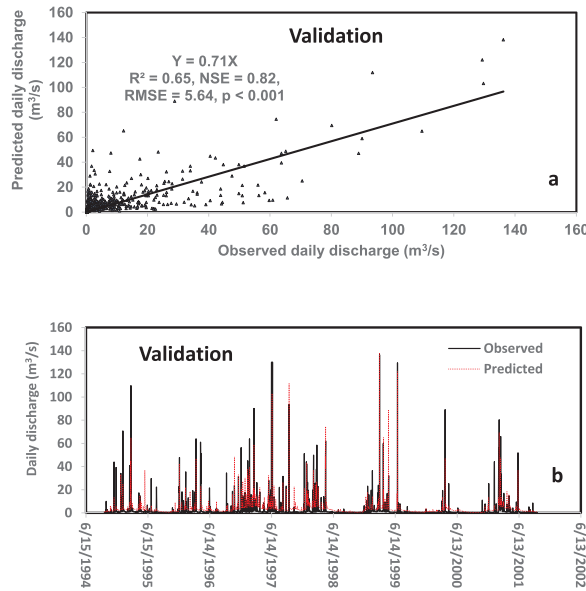 Validation
Y = 0.71X
R² = 0.65, NSE = 0.82,
RMSE = 5.64, p < 0.001
Predicted daily discharge
(m³/s)
160
140
120
100
80
60
40
20
0
a
0 20 40 60 80 100 120 140 160
Observed daily discharge (m³/s)
Validation
Observed
Predicted
Daily discharge (m³/s)
160
140
120
100
80
60
40
20
0
b
6/15/1994
6/15/1995
6/14/1996
6/14/1997
6/14/1998
6/14/1999
6/13/2000
6/13/2001
6/13/2002